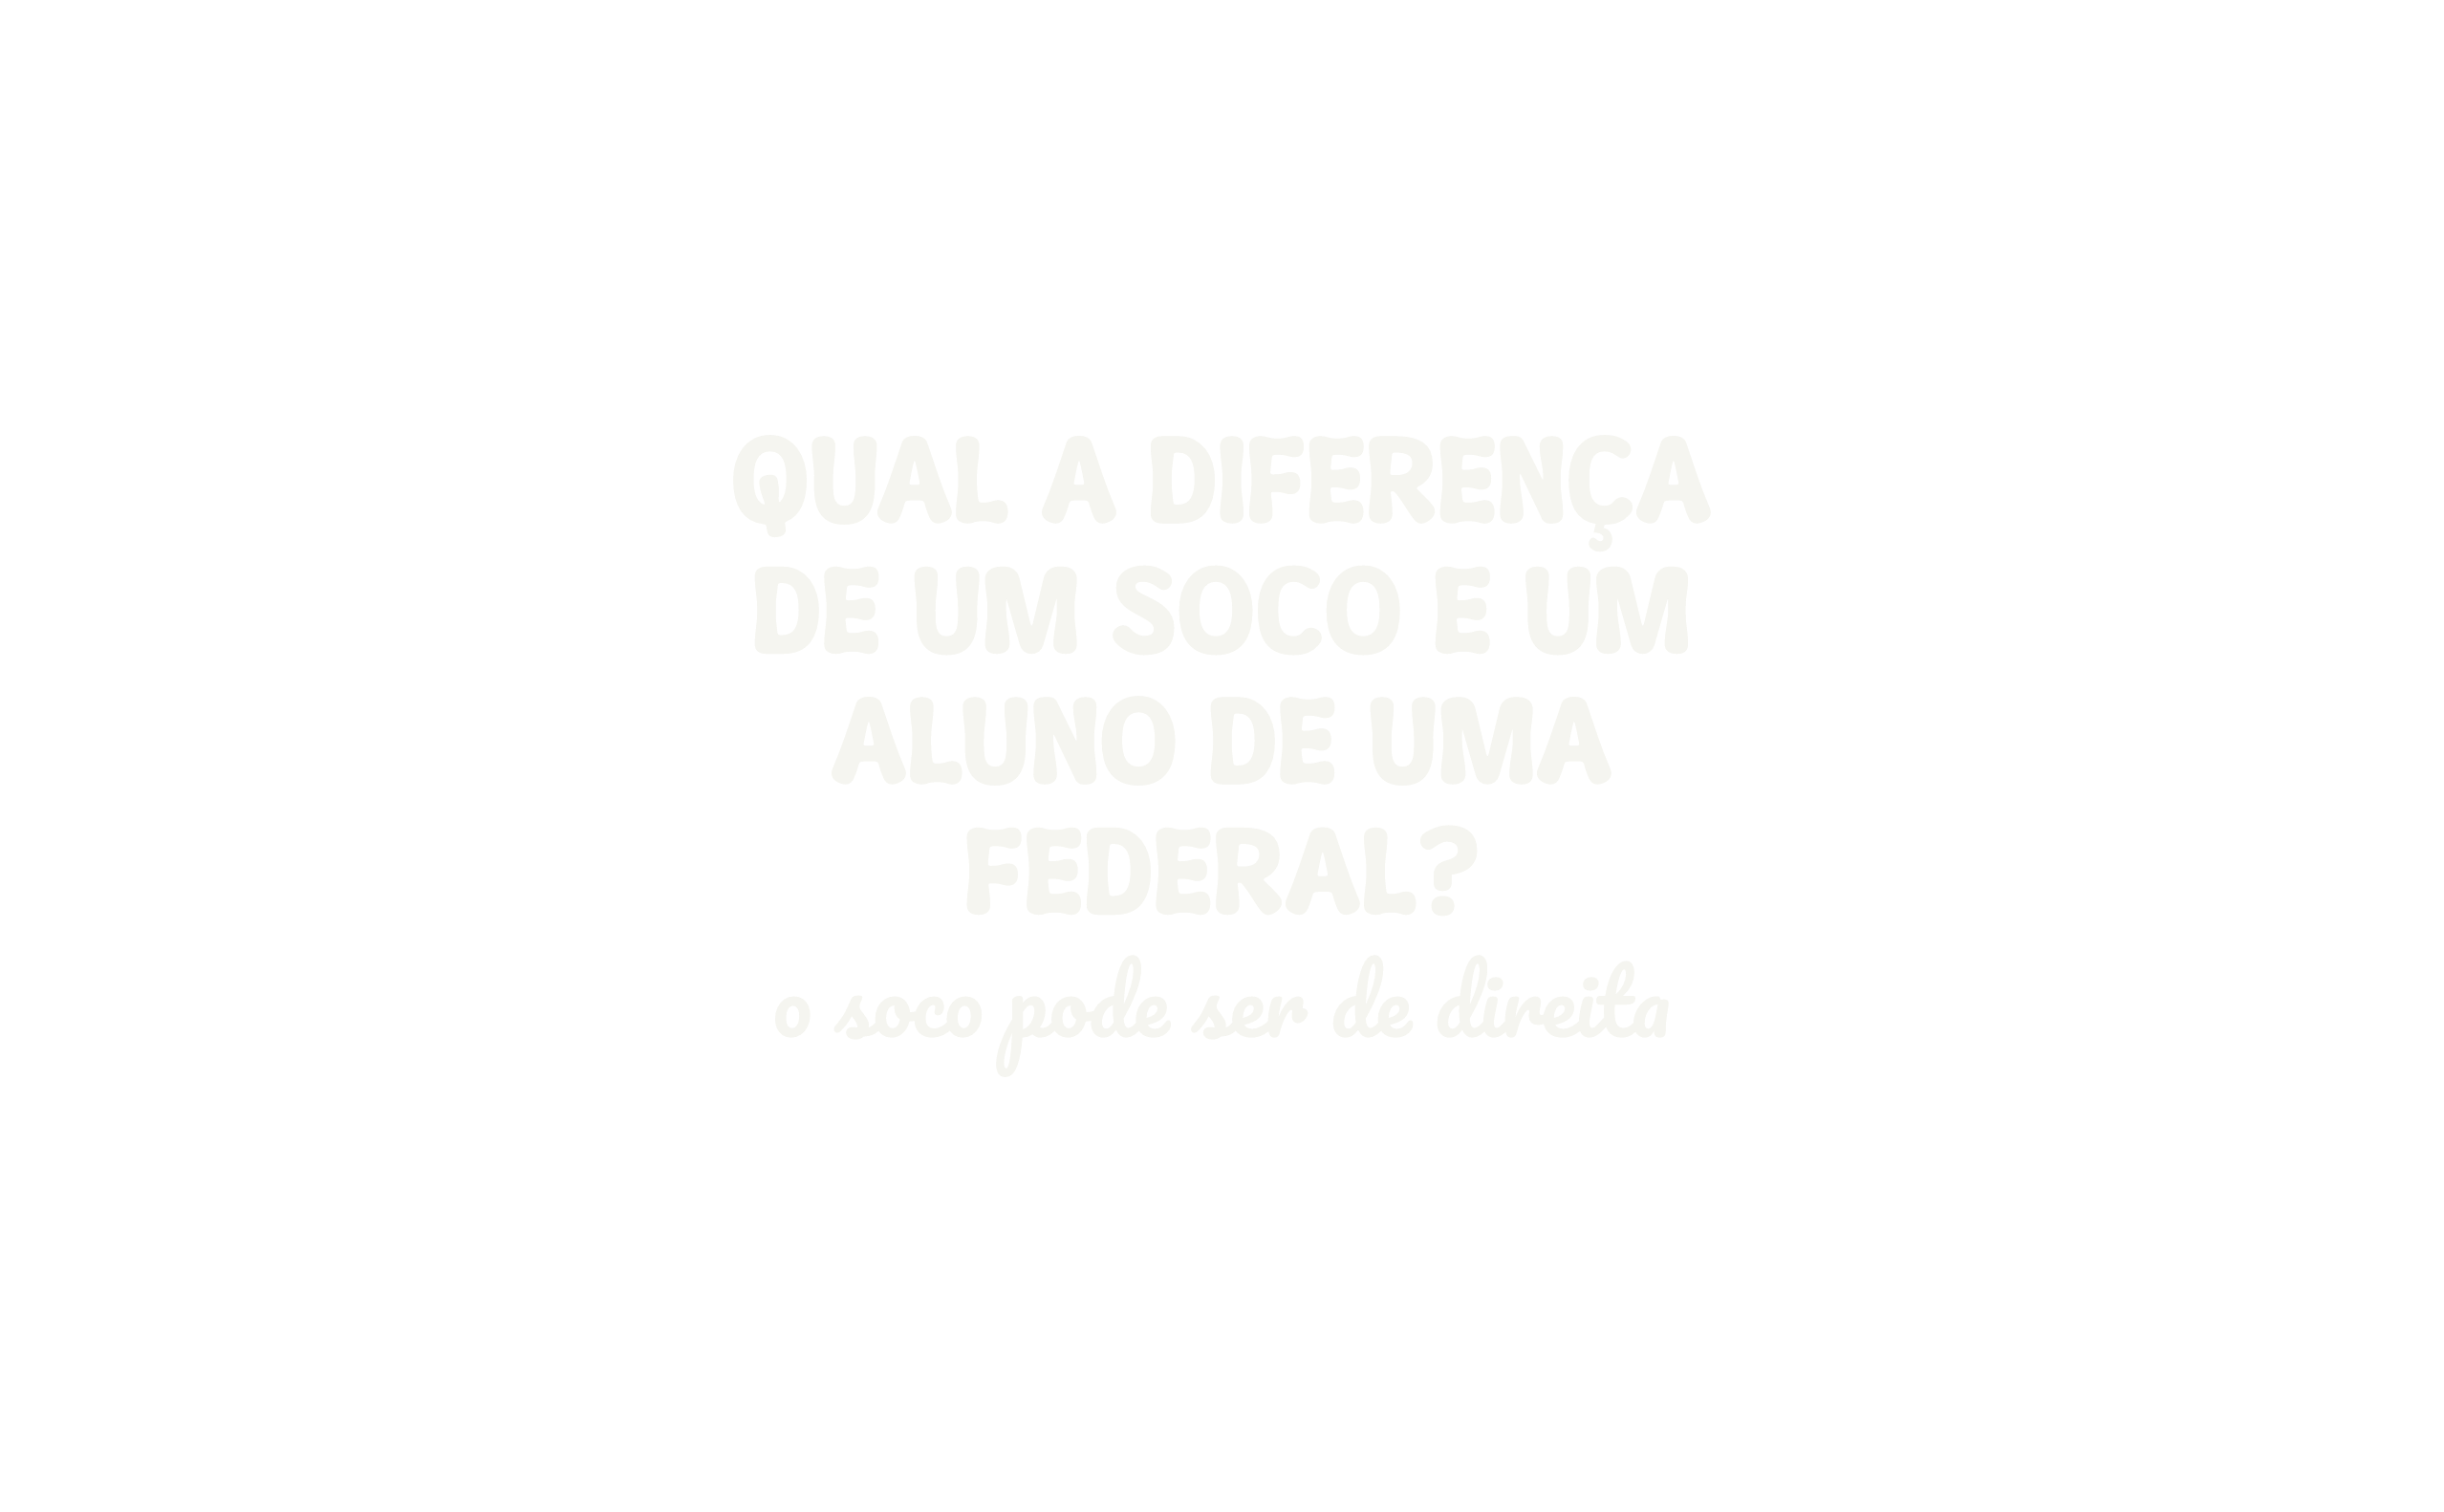 QUAL A DIFERENÇA
DE UM SOCO E UM
ALUNO DE UMA
FEDERAL?
o soco pode ser de direita